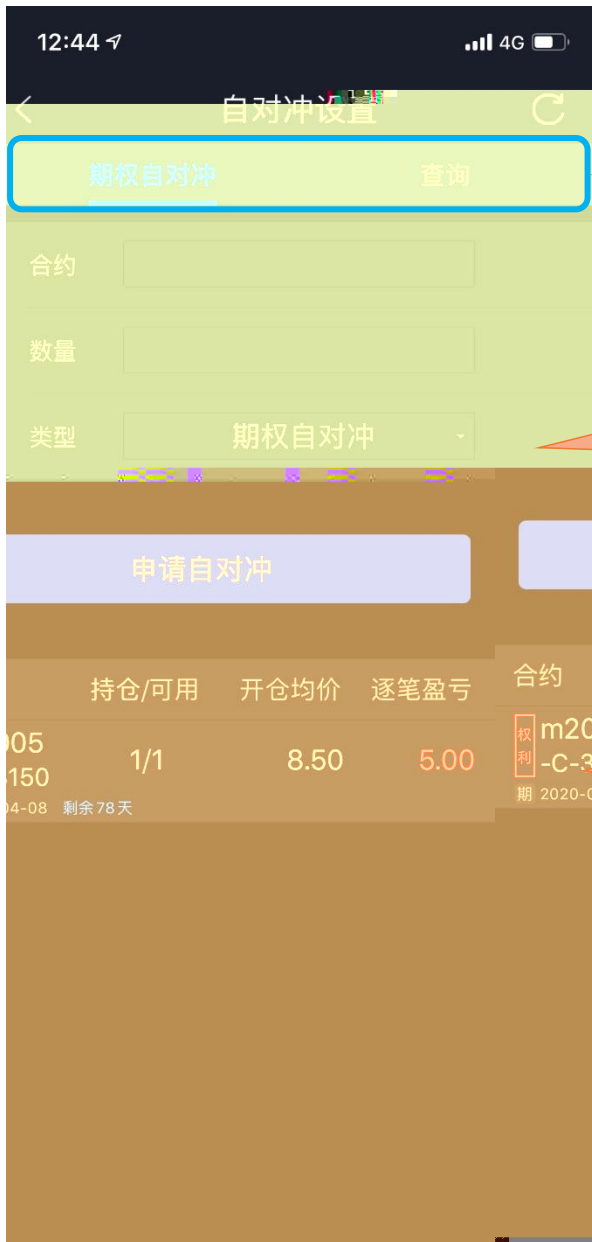 12:44 4G
自对冲设置
期权自对冲 查询
合约
数量
类型 期权自对冲
申请自对冲
持仓/可用 开仓均价 逐笔盈亏 合约
905 1/1 8.50 5.00 权利 m20
150 -C-3
04-08 剩余78天 期 2020-0